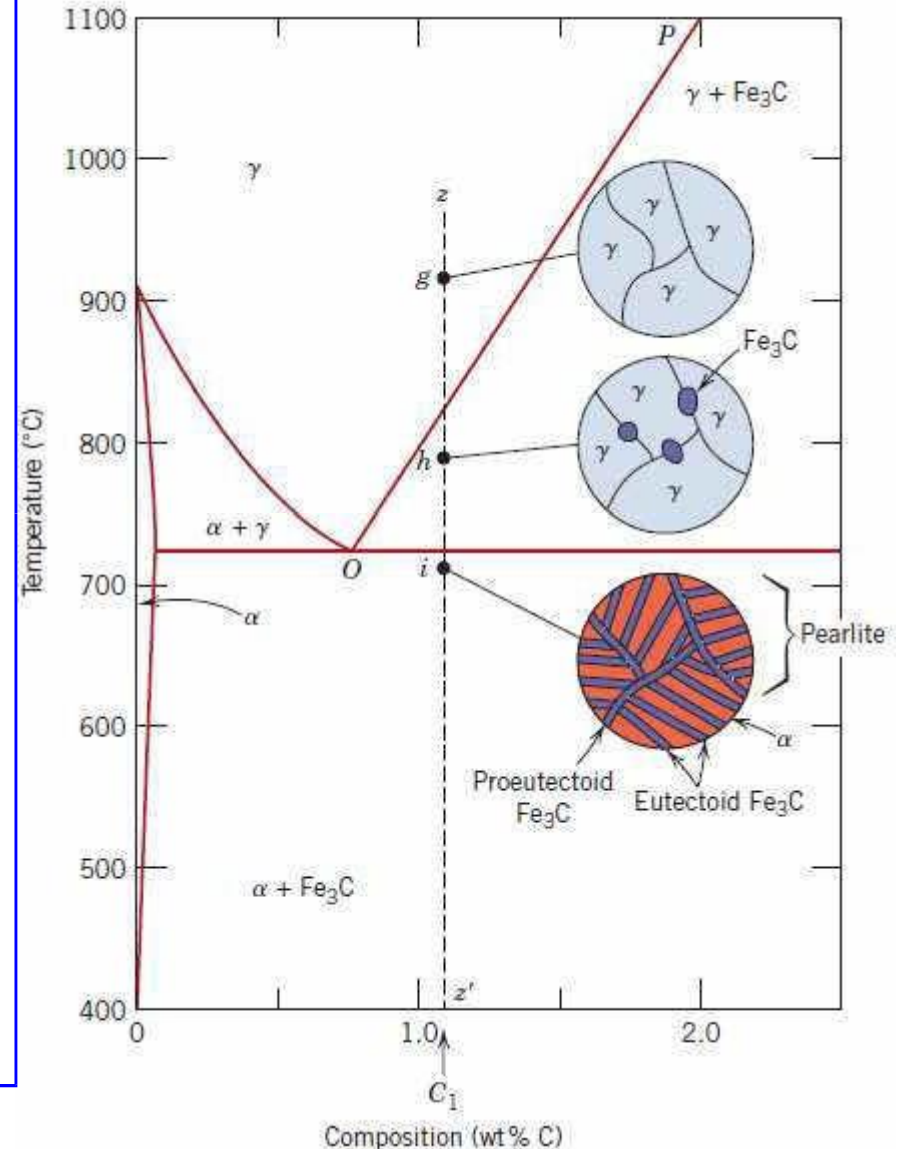 1100
P
γ + Fe₃C
1000
γ
z
γ
γ
γ
γ
g
900
Fe₃C
γ
γ
γ
γ
800
h
Temperature (°C)
α + γ
O
i
700
α
Pearlite
600
α
Proeutectoid
Fe₃C
Eutectoid Fe₃C
500
α + Fe₃C
z′
400
0
1.0
2.0
C₁
Composition (wt% C)